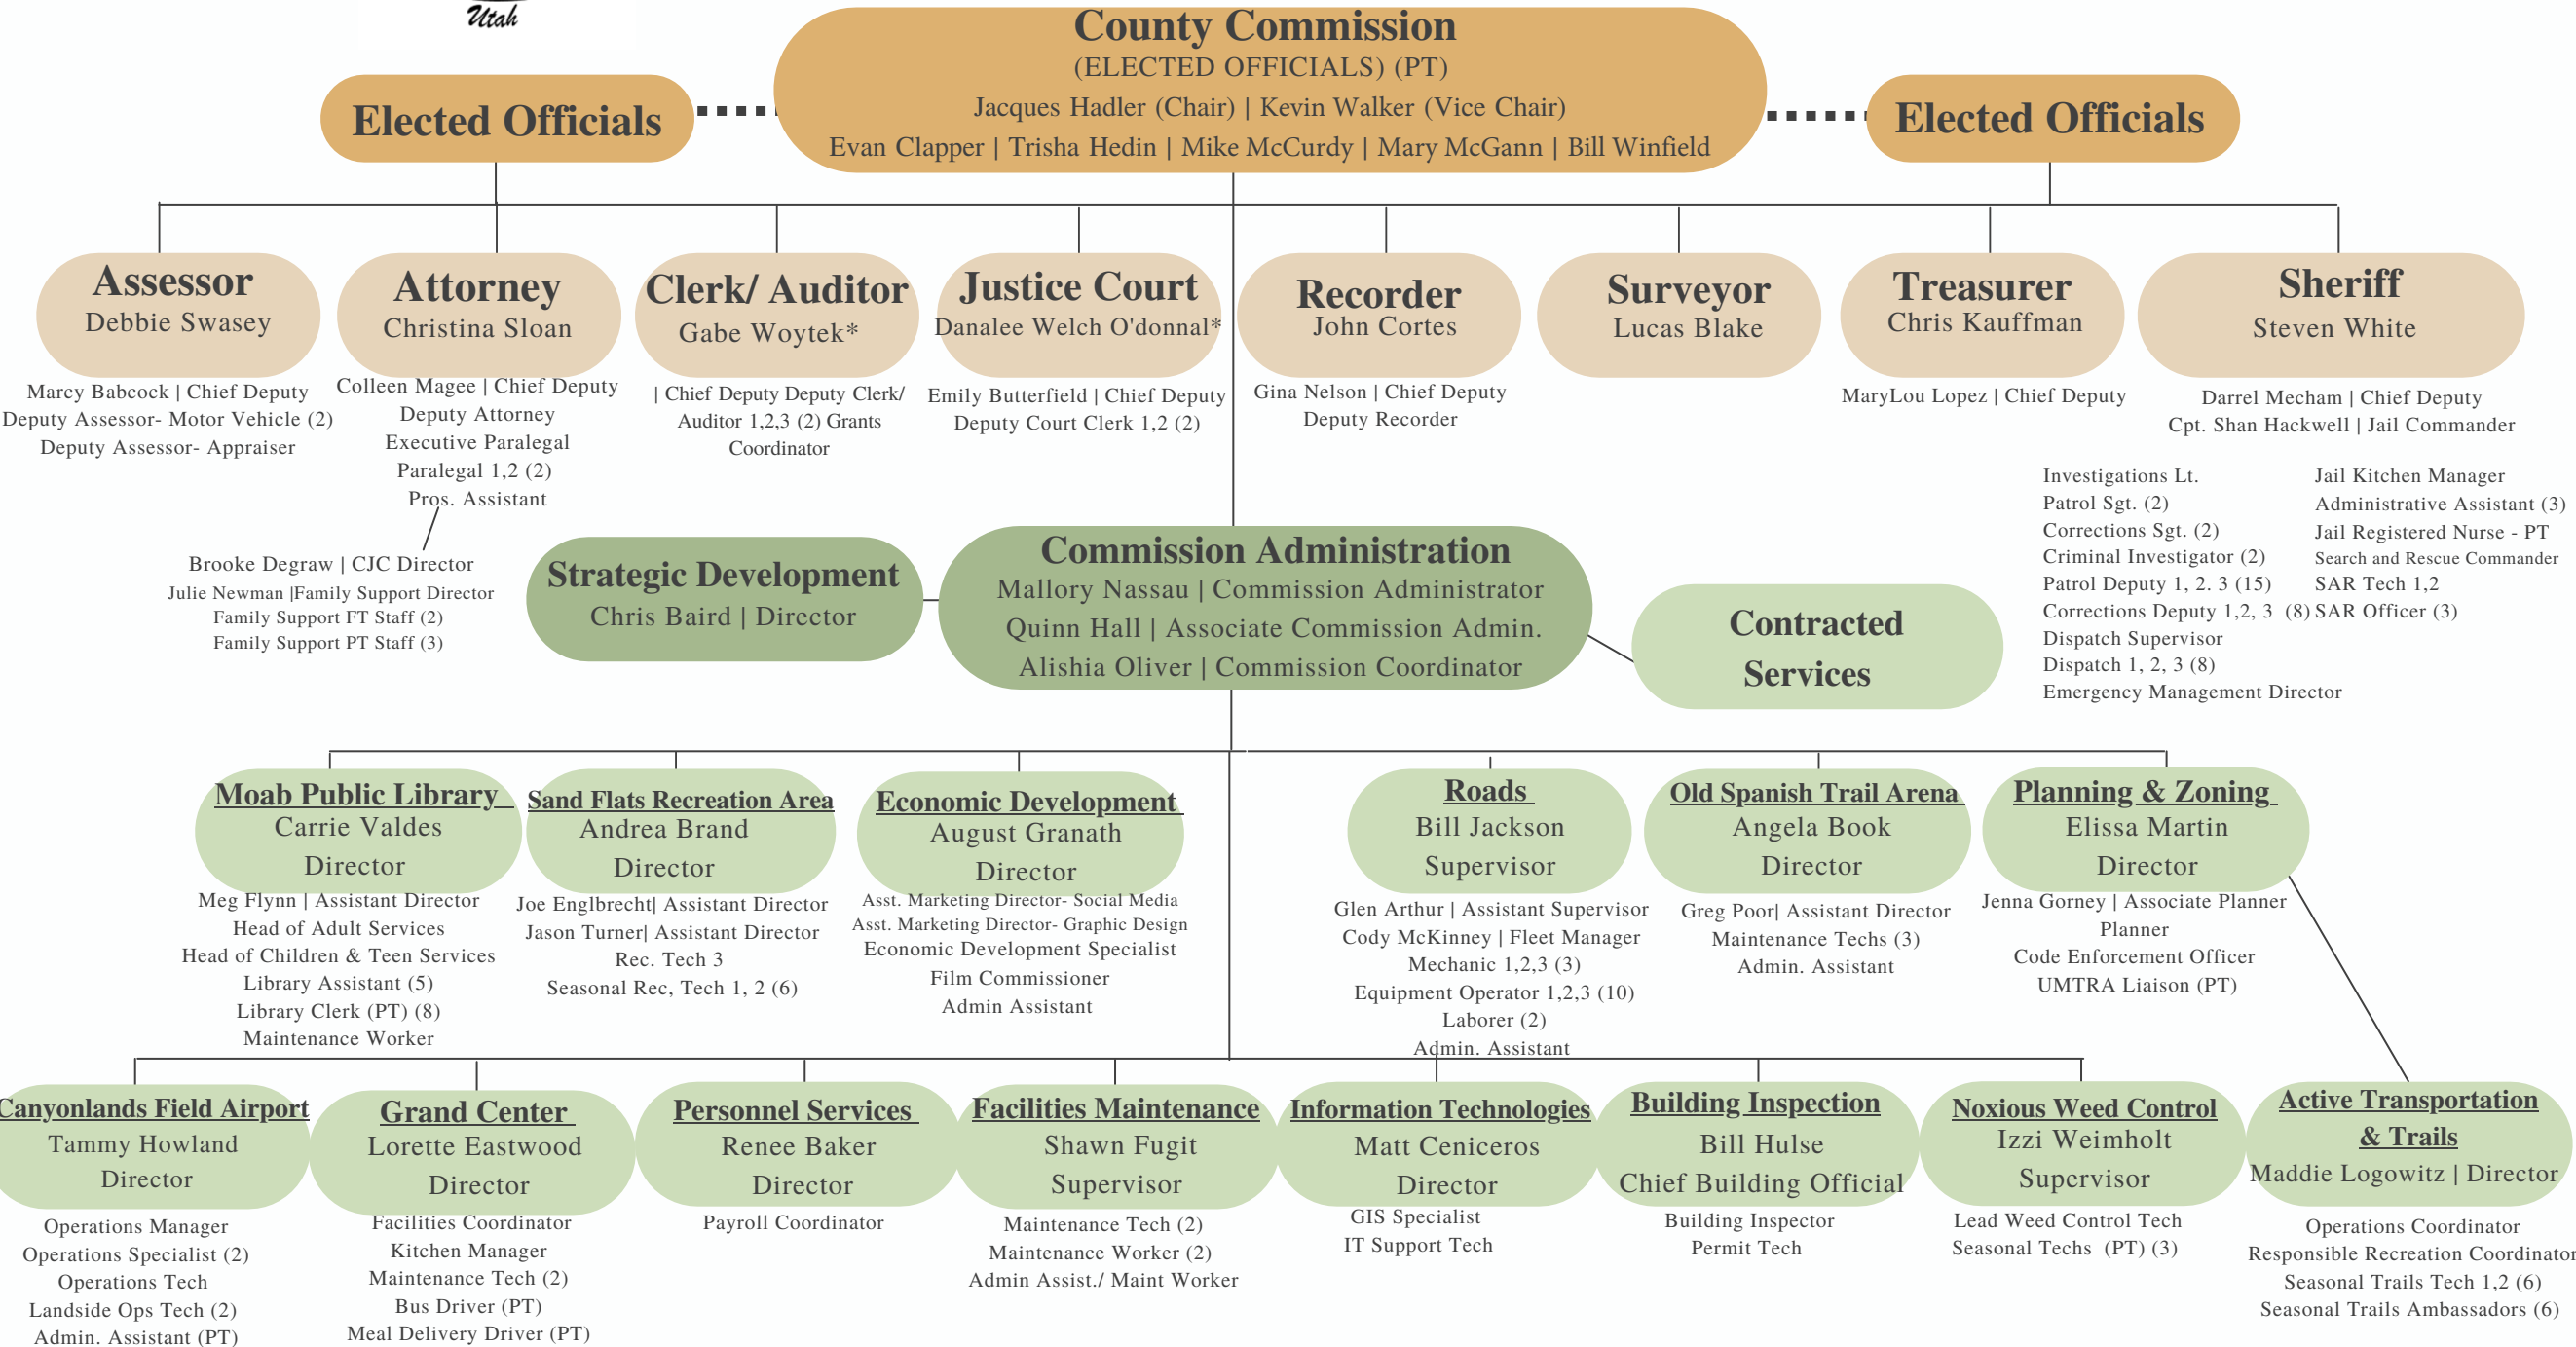 Utah
County Commission
(ELECTED OFFICIALS) (PT)
Jacques Hadler (Chair) | Kevin Walker (Vice Chair)
Evan Clapper | Trisha Hedin | Mike McCurdy | Mary McGann | Bill Winfield
Elected Officials
Elected Officials
Assessor
Debbie Swasey
Marcy Babcock | Chief Deputy
Deputy Assessor- Motor Vehicle (2)
Deputy Assessor- Appraiser
Attorney
Christina Sloan
Colleen Magee | Chief Deputy
Deputy Attorney
Executive Paralegal
Paralegal 1,2 (2)
Pros. Assistant
Brooke Degraw | CJC Director
Julie Newman |Family Support Director
Family Support FT Staff (2)
Family Support PT Staff (3)
Clerk/ Auditor
Gabe Woytek*
| Chief Deputy Deputy Clerk/
Auditor 1,2,3 (2) Grants
Coordinator
Justice Court
Danalee Welch O'donnal*
Emily Butterfield | Chief Deputy
Deputy Court Clerk 1,2 (2)
Recorder
John Cortes
Gina Nelson | Chief Deputy
Deputy Recorder
Surveyor
Lucas Blake
Treasurer
Chris Kauffman
MaryLou Lopez | Chief Deputy
Sheriff
Steven White
Darrel Mecham | Chief Deputy
Cpt. Shan Hackwell | Jail Commander
Investigations Lt.
Patrol Sgt. (2)
Corrections Sgt. (2)
Criminal Investigator (2)
Patrol Deputy 1, 2. 3 (15)
Corrections Deputy 1,2, 3 (8)
Dispatch Supervisor
Dispatch 1, 2, 3 (8)
Emergency Management Director
Jail Kitchen Manager
Administrative Assistant (3)
Jail Registered Nurse - PT
Search and Rescue Commander
SAR Tech 1,2
SAR Officer (3)
Strategic Development
Chris Baird | Director
Commission Administration
Mallory Nassau | Commission Administrator
Quinn Hall | Associate Commission Admin.
Alishia Oliver | Commission Coordinator
Contracted
Services
Moab Public Library
Carrie Valdes
Director
Meg Flynn | Assistant Director
Head of Adult Services
Head of Children & Teen Services
Library Assistant (5)
Library Clerk (PT) (8)
Maintenance Worker
Sand Flats Recreation Area
Andrea Brand
Director
Joe Englbrecht| Assistant Director
Jason Turner| Assistant Director
Rec. Tech 3
Seasonal Rec, Tech 1, 2 (6)
Economic Development
August Granath
Director
Asst. Marketing Director- Social Media
Asst. Marketing Director- Graphic Design
Economic Development Specialist
Film Commissioner
Admin Assistant
Roads
Bill Jackson
Supervisor
Glen Arthur | Assistant Supervisor
Cody McKinney | Fleet Manager
Mechanic 1,2,3 (3)
Equipment Operator 1,2,3 (10)
Laborer (2)
Admin. Assistant
Old Spanish Trail Arena
Angela Book
Director
Greg Poor| Assistant Director
Maintenance Techs (3)
Admin. Assistant
Planning & Zoning
Elissa Martin
Director
Jenna Gorney | Associate Planner
Planner
Code Enforcement Officer
UMTRA Liaison (PT)
Canyonlands Field Airport
Tammy Howland
Director
Operations Manager
Operations Specialist (2)
Operations Tech
Landside Ops Tech (2)
Admin. Assistant (PT)
Grand Center
Lorette Eastwood
Director
Facilities Coordinator
Kitchen Manager
Maintenance Tech (2)
Bus Driver (PT)
Meal Delivery Driver (PT)
Personnel Services
Renee Baker
Director
Payroll Coordinator
Facilities Maintenance
Shawn Fugit
Supervisor
Maintenance Tech (2)
Maintenance Worker (2)
Admin Assist./ Maint Worker
Information Technologies
Matt Ceniceros
Director
GIS Specialist
IT Support Tech
Building Inspection
Bill Hulse
Chief Building Official
Building Inspector
Permit Tech
Noxious Weed Control
Izzi Weimholt
Supervisor
Lead Weed Control Tech
Seasonal Techs (PT) (3)
Active Transportation
& Trails
Maddie Logowitz | Director
Operations Coordinator
Responsible Recreation Coordinator
Seasonal Trails Tech 1,2 (6)
Seasonal Trails Ambassadors (6)